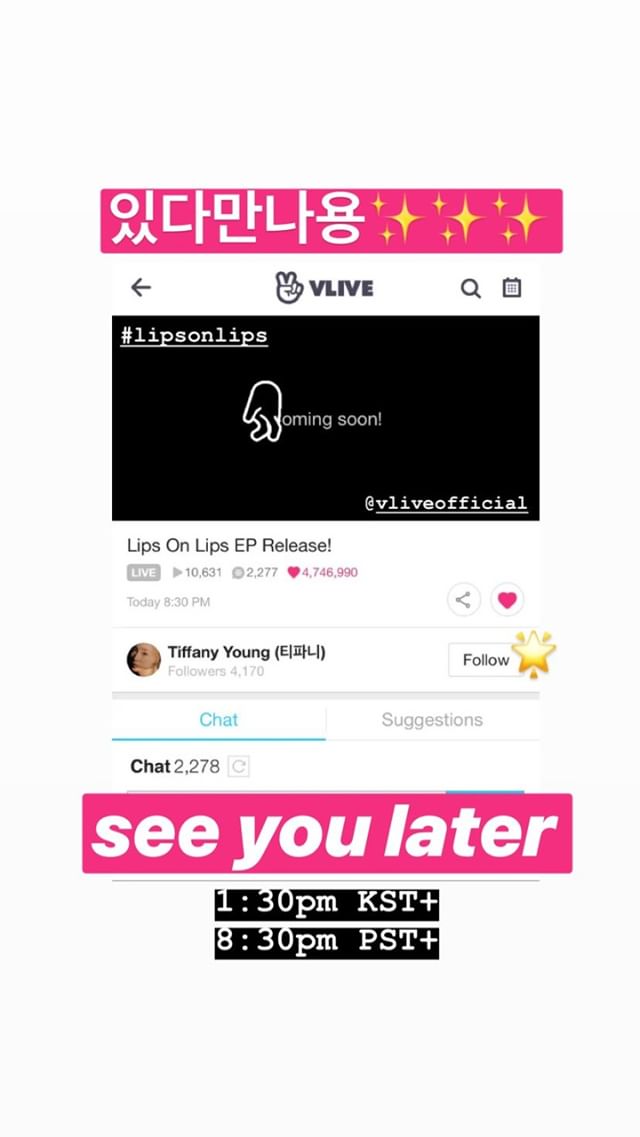 있다만나용✨✨✨
VLIVE
#lipsonlips
oming soon!
@vliveofficial
Lips On Lips EP Release!
LIVE 10,631 2,277 4,746,990
Today 8:30 PM
Tiffany Young (티파니)
Followers 4,170
Follow
Chat Suggestions
Chat 2,278
see you later
1:30pm KST+
8:30pm PST+